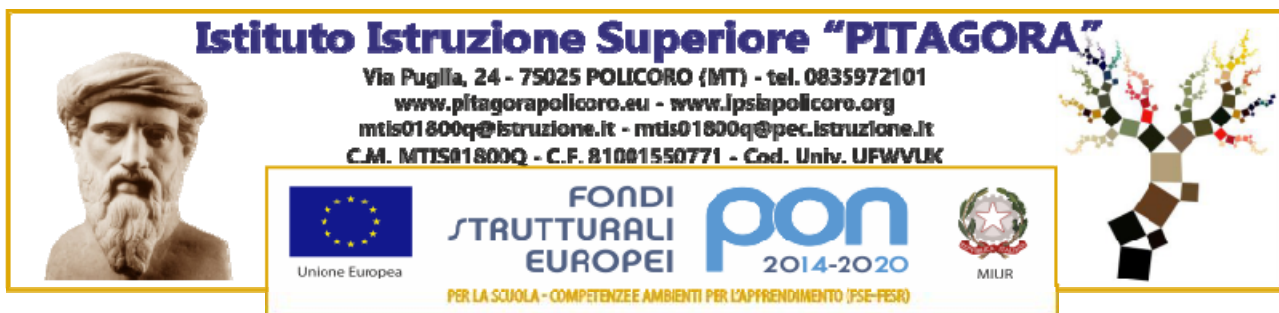 Istituto Istruzione Superiore “PITAGORA”
Via Puglia, 24 - 75025 POLICORO (MT) - tel. 0835972101
www.pitagorapolicoro.eu - www.ipsiapolicoro.org
mtis01800q@istruzione.it - mtis01800q@pec.istruzione.it
C.M. MTIS01800Q - C.F. 81001550771 - Cod. Univ. UFWVUK
Unione Europea
FONDI
STRUTTURALI
EUROPEI
pon
2014-2020
MIUR
PER LA SCUOLA - COMPETENZE E AMBIENTI PER L'APPRENDIMENTO (FSE-FESR)